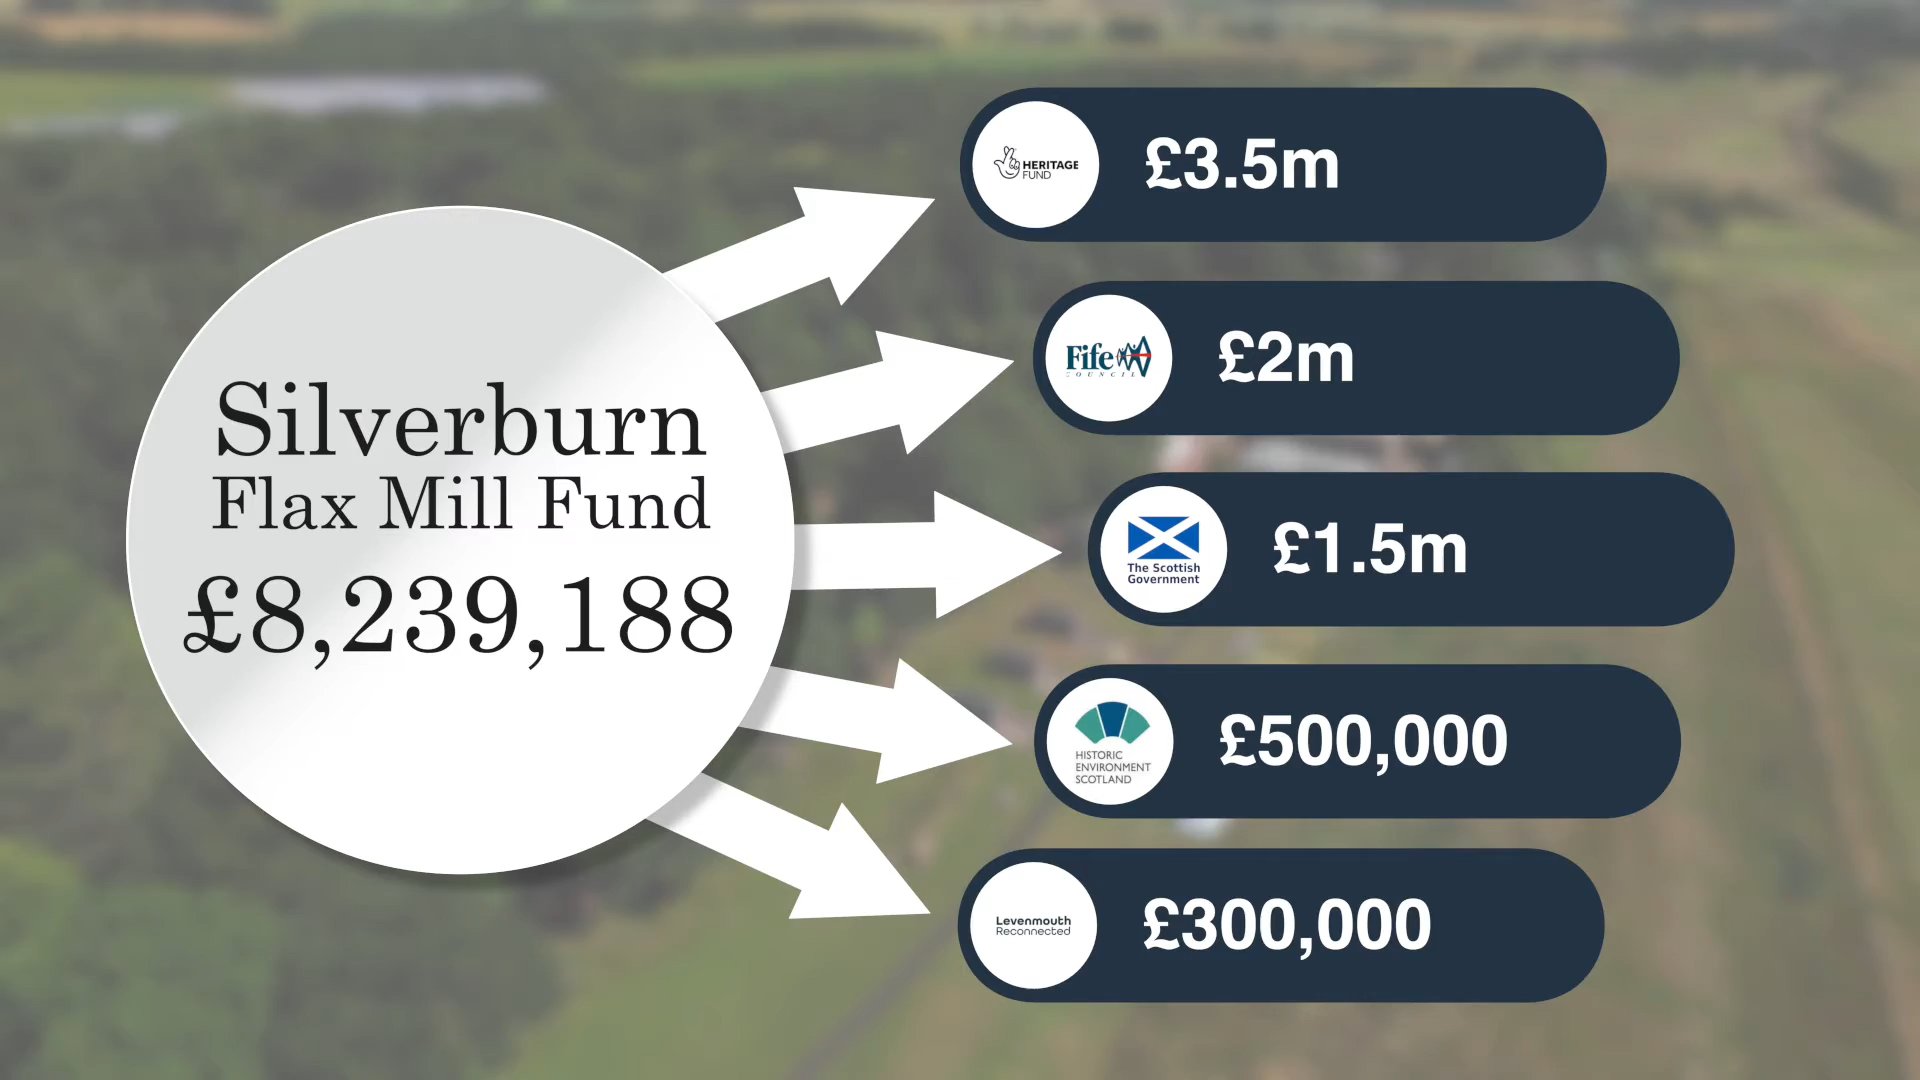 Silverburn
Flax Mill Fund
£8,239,188
HERITAGE
FUND
£3.5m
Fife
COUNCIL
£2m
The Scottish
Government
£1.5m
HISTORIC
ENVIRONMENT
SCOTLAND
£500,000
Levenmouth
Reconnected
£300,000